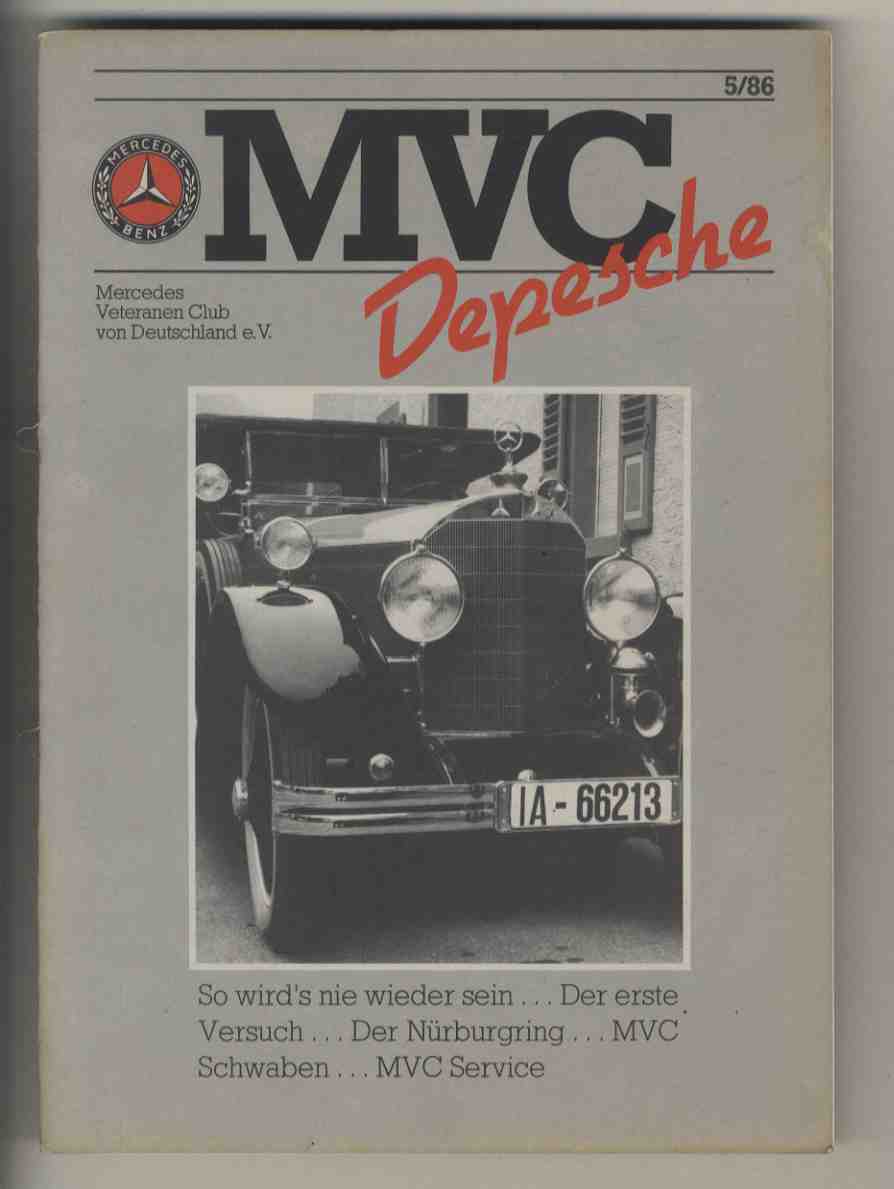 5/86
MVC
MERCEDES
BENZ
Depesche
Mercedes
Veteranen Club
von Deutschland e.V.
IA-66213
So wird's nie wieder sein . . . Der erste
Versuch . . . Der Nürburgring . . . MVC
Schwaben . . . MVC Service